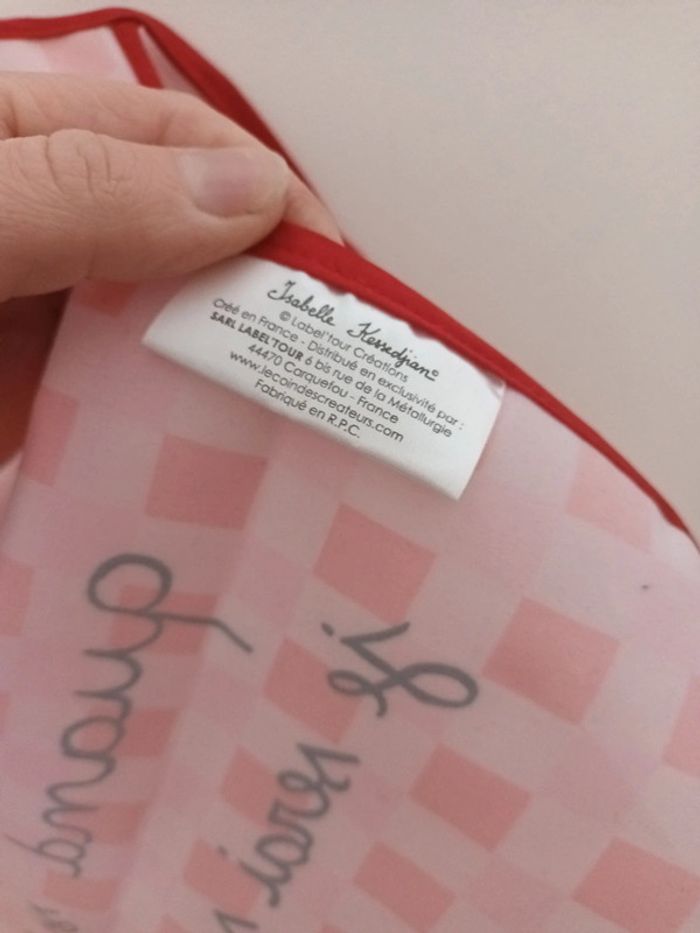 Isabelle Kessedjian©
© Label'tour Créations
Créé en France - Distribué en exclusivité par :
SARL LABEL'TOUR 6 bis rue de la Métallurgie
44470 Carquefou - France
www.lecoindescreateurs.com
Fabriqué en R.P.C.